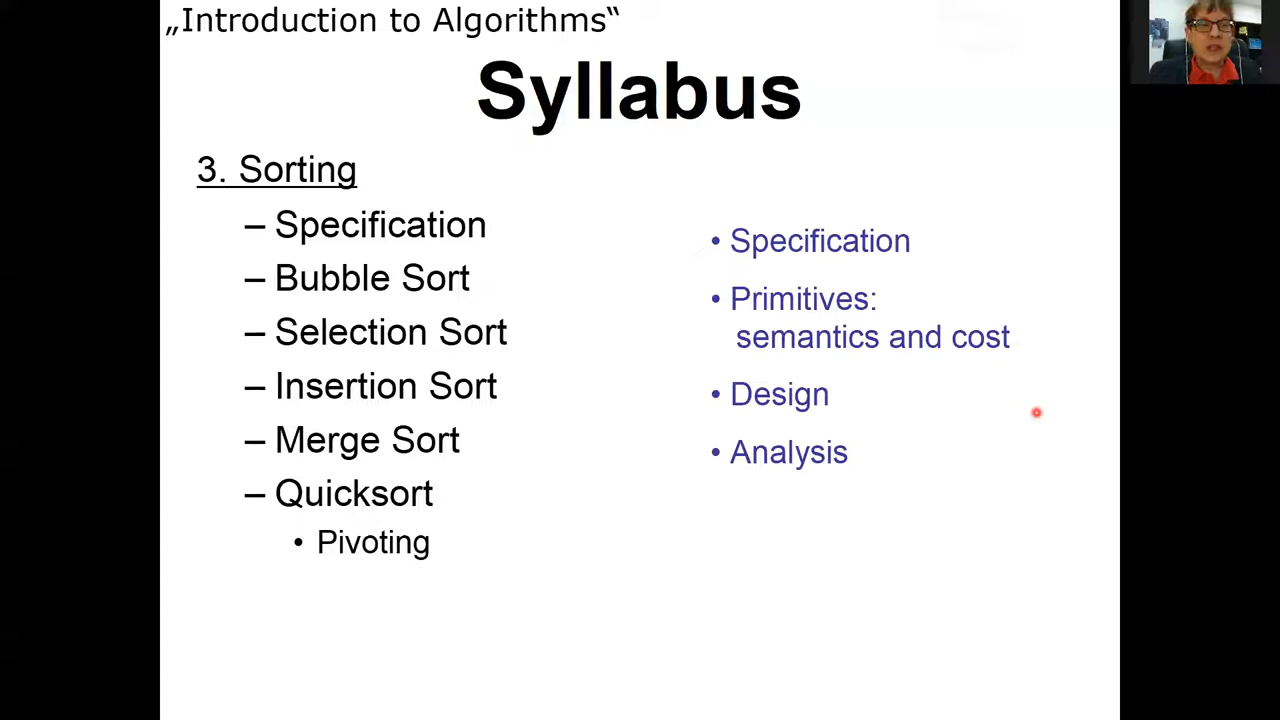 „Introduction to Algorithms“
Syllabus
3. Sorting
– Specification
– Bubble Sort
– Selection Sort
– Insertion Sort
– Merge Sort
– Quicksort
• Pivoting
• Specification
• Primitives:
semantics and cost
• Design
• Analysis